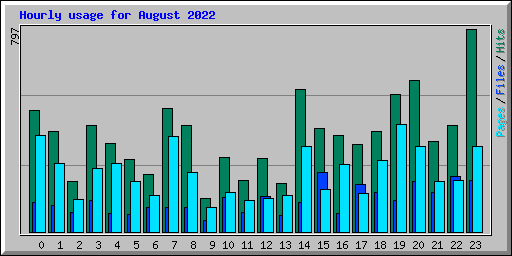 Hourly usage for August 2022
797
Pages/Files/Hits
0 1 2 3 4 5 6 7 8 9 10 11 12 13 14 15 16 17 18 19 20 21 22 23